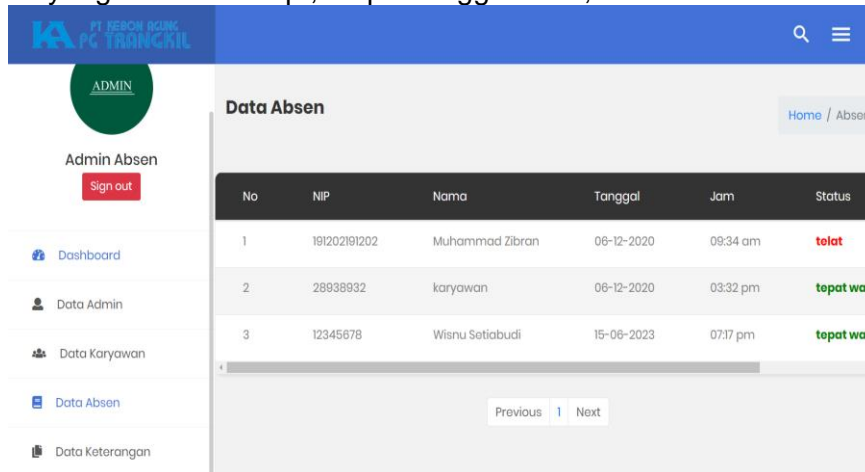 PT KEBON AGUNG
KA PG TRANGKIL
ADMIN
Admin Absen
Sign out
Dashboard
Data Admin
Data Karyawan
Data Absen
Data Keterangan
Data Absen
Home / Absen
No NIP Nama Tanggal Jam Status
1 191202191202 Muhammad Zibran 06-12-2020 09:34 am telat
2 28938932 karyawan 06-12-2020 03:32 pm tepat wa
3 12345678 Wisnu Setiabudi 15-06-2023 07:17 pm tepat wa
Previous 1 Next